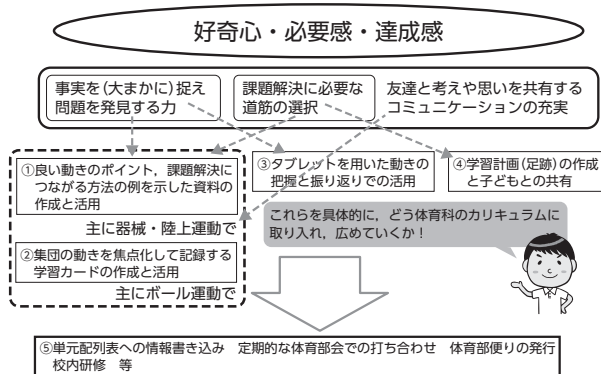 好奇心・必要感・達成感
事実を(大まかに)捉え
問題を発見する力
課題解決に必要な
道筋の選択
友達と考えや思いを共有する
コミュニケーションの充実
①良い動きのポイント，課題解決に
つながる方法の例を示した資料の
作成と活用
主に器械・陸上運動で
②集団の動きを焦点化して記録する
学習カードの作成と活用
主にボール運動で
③タブレットを用いた動きの
把握と振り返りでの活用
④学習計画(足跡)の作成
と子どもとの共有
これらを具体的に，どう体育科のカリキュラムに
取り入れ，広めていくか！
⑤単元配列表への情報書き込み　定期的な体育部会での打ち合わせ　体育部便りの発行
校内研修　等